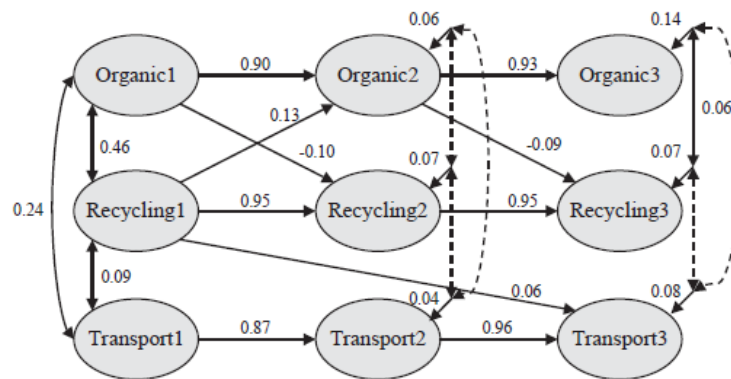 0.06
0.14
Organic1
0.90
Organic2
0.93
Organic3
0.13
0.06
0.46
-0.10
0.07
-0.09
0.07
0.24
Recycling1
0.95
Recycling2
0.95
Recycling3
0.09
0.04
0.06
0.08
Transport1
0.87
Transport2
0.96
Transport3